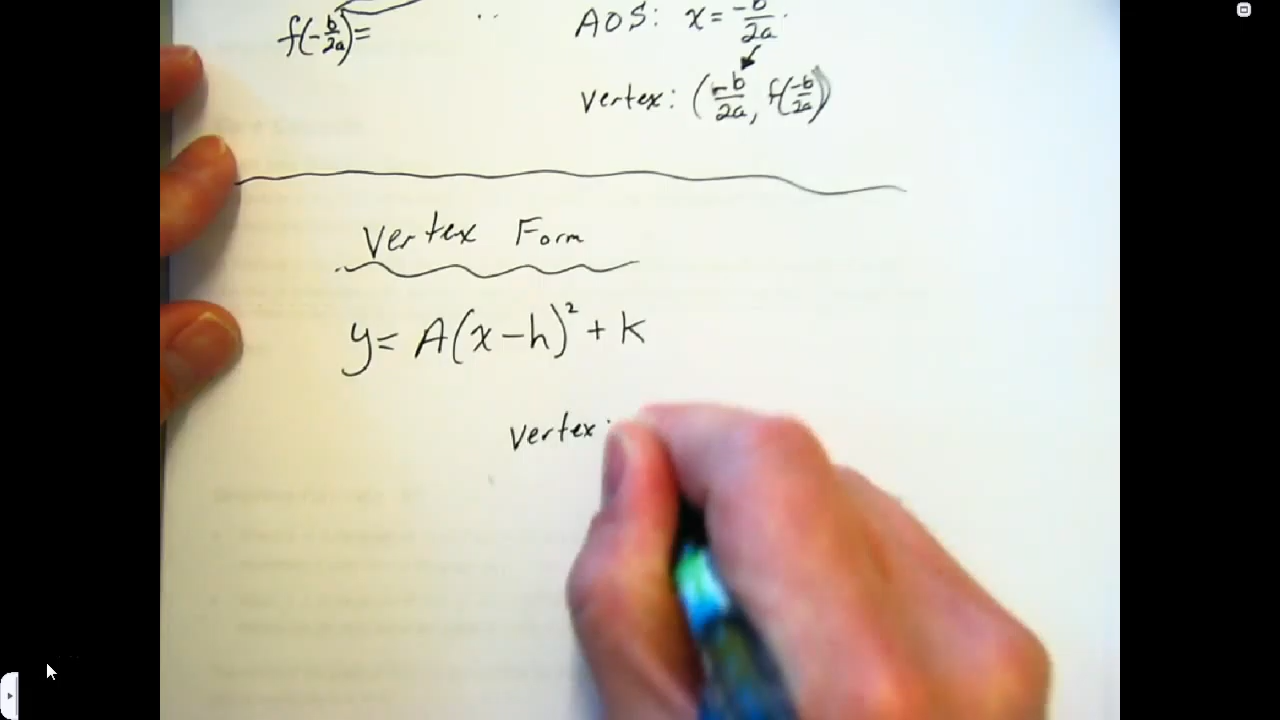 AOS: x = -b/2a
f(-b/2a) =
vertex: (-b/2a, f(-b/2a))
Vertex Form
y = A(x-h)² + K
vertex: